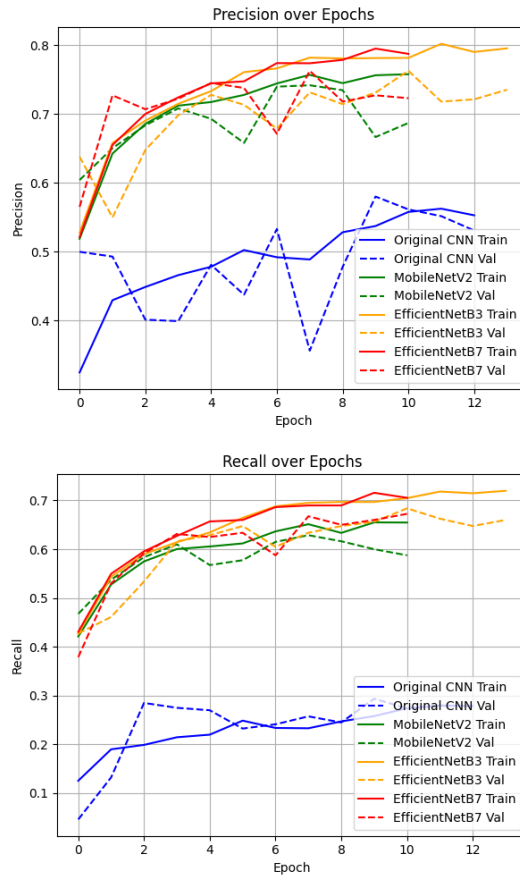 Precision over Epochs
0.8
0.7
0.6
0.5
0.4
Precision
Original CNN Train
Original CNN Val
MobileNetV2 Train
MobileNetV2 Val
EfficientNetB3 Train
EfficientNetB3 Val
EfficientNetB7 Train
EfficientNetB7 Val
0 2 4 6 8 10 12
Epoch
Recall over Epochs
0.7
0.6
0.5
0.4
0.3
0.2
0.1
Recall
Original CNN Train
Original CNN Val
MobileNetV2 Train
MobileNetV2 Val
EfficientNetB3 Train
EfficientNetB3 Val
EfficientNetB7 Train
EfficientNetB7 Val
0 2 4 6 8 10 12
Epoch